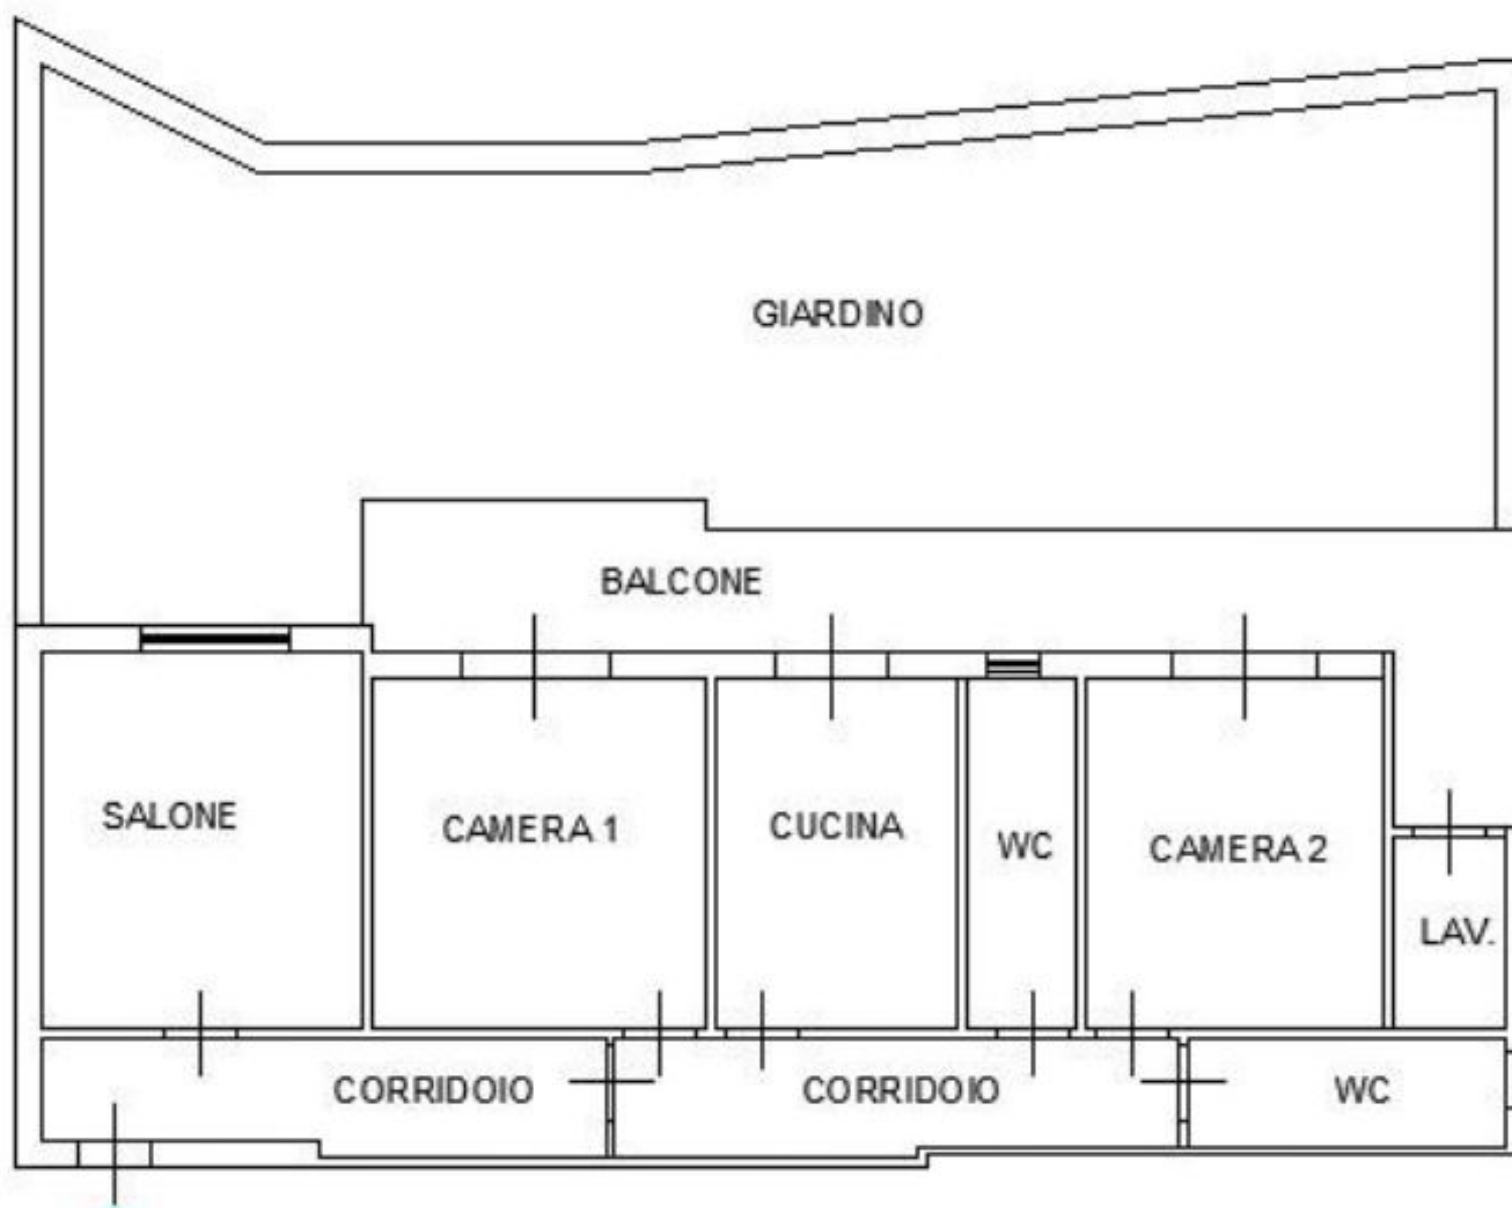 GIARDINO
BALCONE
SALONE
CAMERA 1
CUCINA
WC
CAMERA 2
LAV.
CORRIDOIO
CORRIDOIO
WC